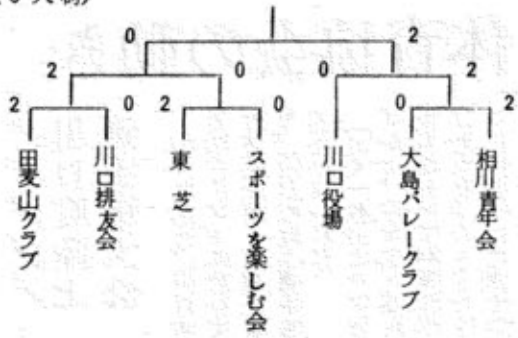 0 2
2 0 0 2
2 0 2 0 0 2
田麦山クラブ
川口排友会
東芝
スポーツを楽しむ会
川口役場
大島バレークラブ
相川青年会